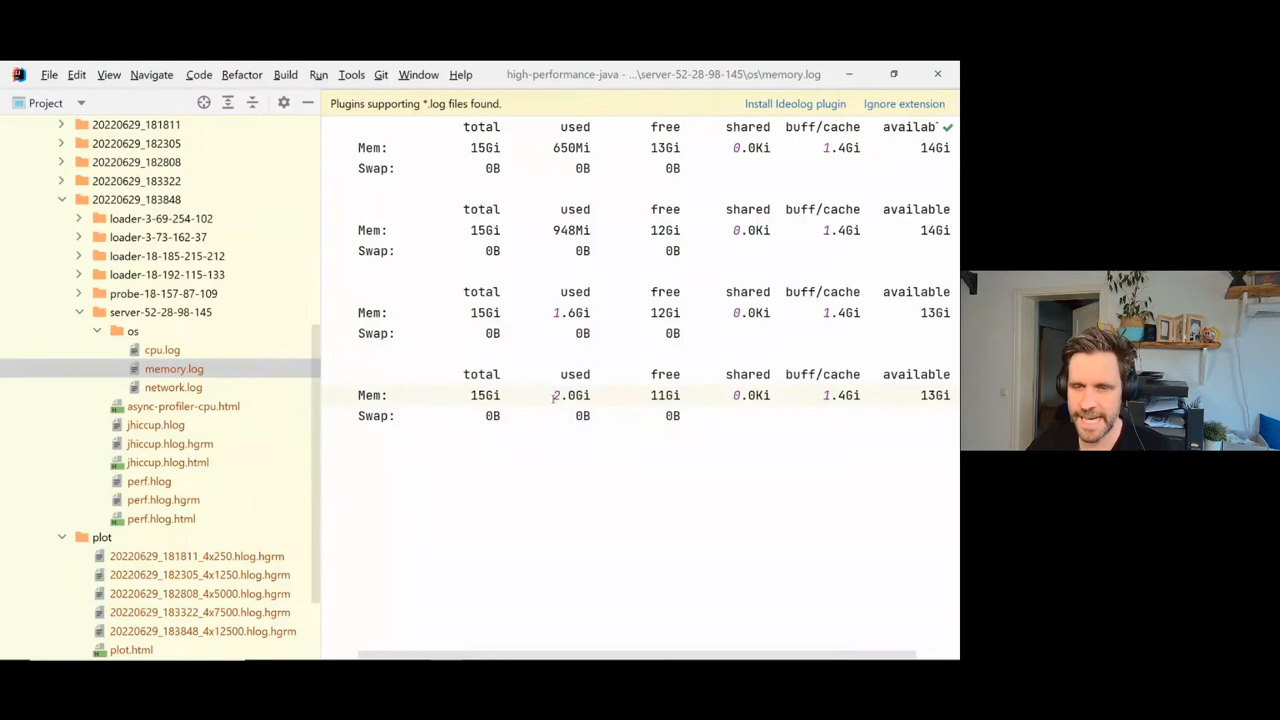 File Edit View Navigate Code Refactor Build Run Tools Git Window Help high-performance-java - ...\server-52-28-98-145\os\memory.log
Project
Plugins supporting *.log files found. Install Ideolog plugin Ignore extension
20220629_181811
20220629_182305
20220629_182808
20220629_183322
20220629_183848
loader-3-69-254-102
loader-3-73-162-37
loader-18-185-215-212
loader-18-192-115-133
probe-18-157-87-109
server-52-28-98-145
os
cpu.log
memory.log
network.log
async-profiler-cpu.html
jhiccup.hlog
jhiccup.hlog.hgrm
jhiccup.hlog.html
perf.hlog
perf.hlog.hgrm
perf.hlog.html
plot
20220629_181811_4x250.hlog.hgrm
20220629_182305_4x1250.hlog.hgrm
20220629_182808_4x5000.hlog.hgrm
20220629_183322_4x7500.hlog.hgrm
20220629_183848_4x12500.hlog.hgrm
plot.html
total used free shared buff/cache availab
Mem: 15Gi 650Mi 13Gi 0.0Ki 1.4Gi 14Gi
Swap: 0B 0B 0B
total used free shared buff/cache available
Mem: 15Gi 948Mi 12Gi 0.0Ki 1.4Gi 14Gi
Swap: 0B 0B 0B
total used free shared buff/cache available
Mem: 15Gi 1.6Gi 12Gi 0.0Ki 1.4Gi 13Gi
Swap: 0B 0B 0B
total used free shared buff/cache available
Mem: 15Gi 2.0Gi 11Gi 0.0Ki 1.4Gi 13Gi
Swap: 0B 0B 0B